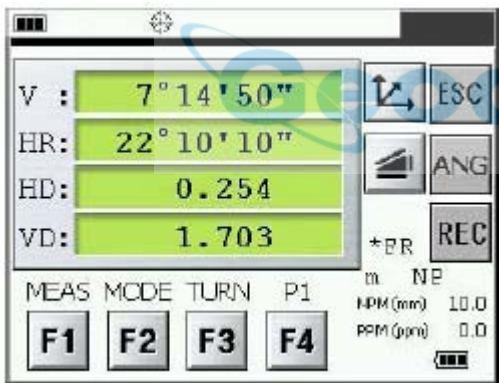 V : 7°14'50" ESC
HR: 22°10'10"
HD: 0.254 ANG
VD: 1.703 REC
*FR
m NP
MEAS MODE TURN P1
NPM (mm) 10.0
F1 F2 F3 F4
PPM (ppm) 0.0